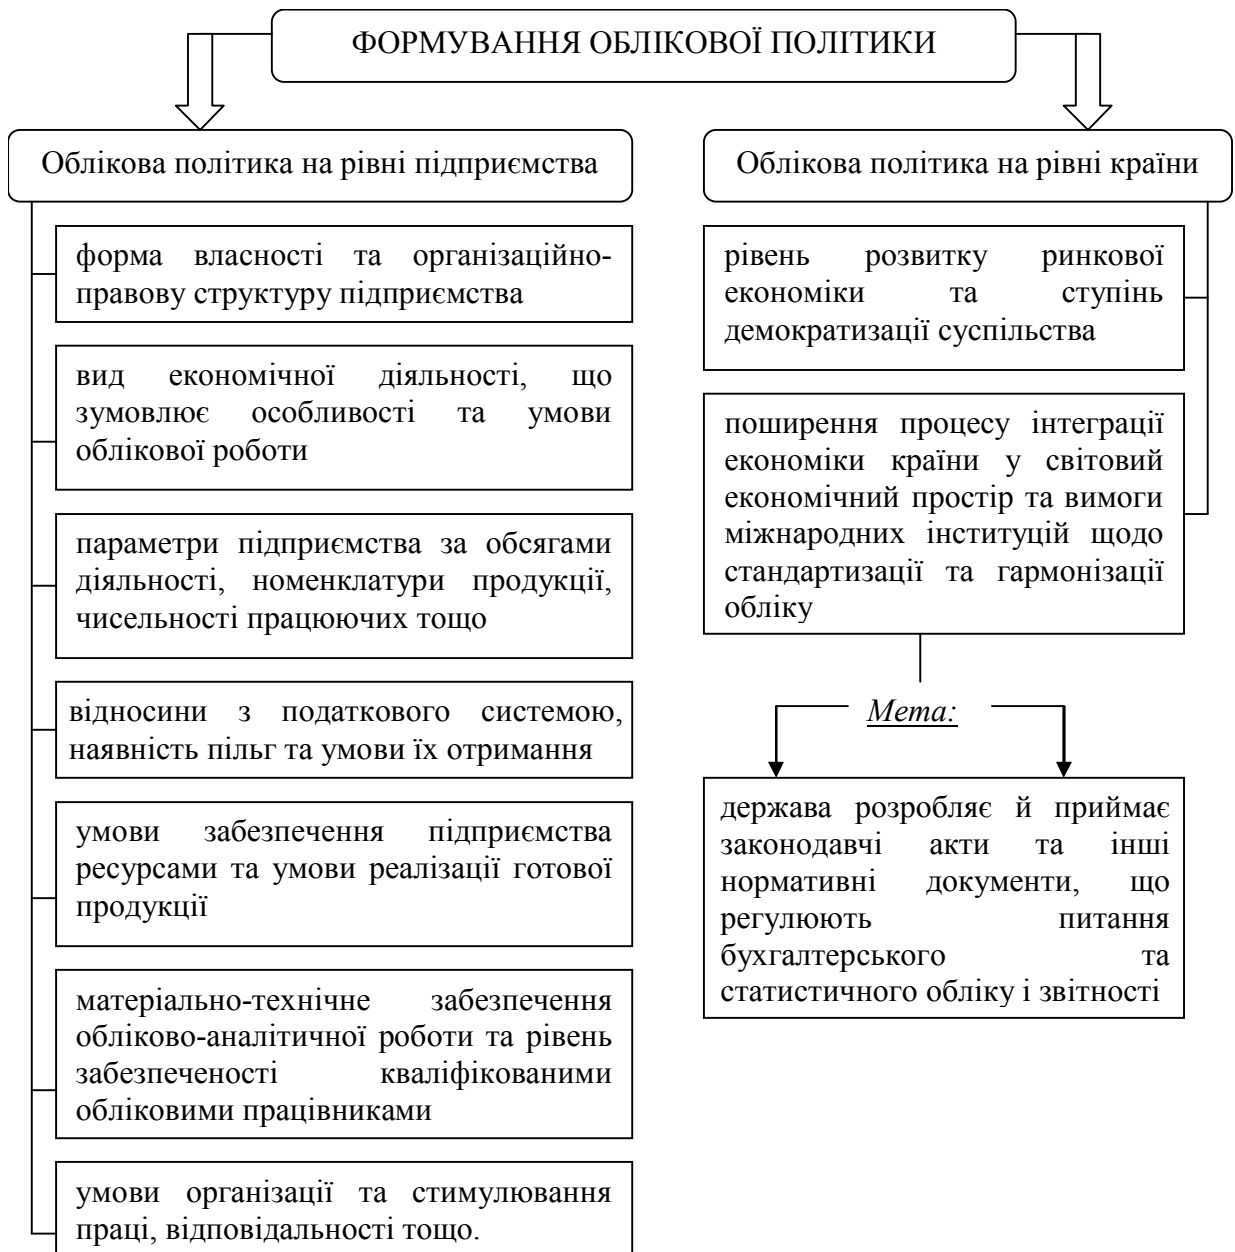 ФОРМУВАННЯ ОБЛІКОВОЇ ПОЛІТИКИ
Облікова політика на рівні підприємства
форма власності та організаційно-
правову структуру підприємства
вид економічної діяльності, що
зумовлює особливості та умови
облікової роботи
параметри підприємства за обсягами
діяльності, номенклатури продукції,
чисельності працюючих тощо
відносини з податкового системою,
наявність пільг та умови їх отримання
умови забезпечення підприємства
ресурсами та умови реалізації готової
продукції
матеріально-технічне забезпечення
обліково-аналітичної роботи та рівень
забезпеченості кваліфікованими
обліковими працівниками
умови організації та стимулювання
праці, відповідальності тощо.
Облікова політика на рівні країни
рівень розвитку ринкової
економіки та ступінь
демократизації суспільства
поширення процесу інтеграції
економіки країни у світовий
економічний простір та вимоги
міжнародних інституцій щодо
стандартизації та гармонізації
обліку
Мета:
держава розробляє й приймає
законодавчі акти та інші
нормативні документи, що
регулюють питання
бухгалтерського та
статистичного обліку і звітності